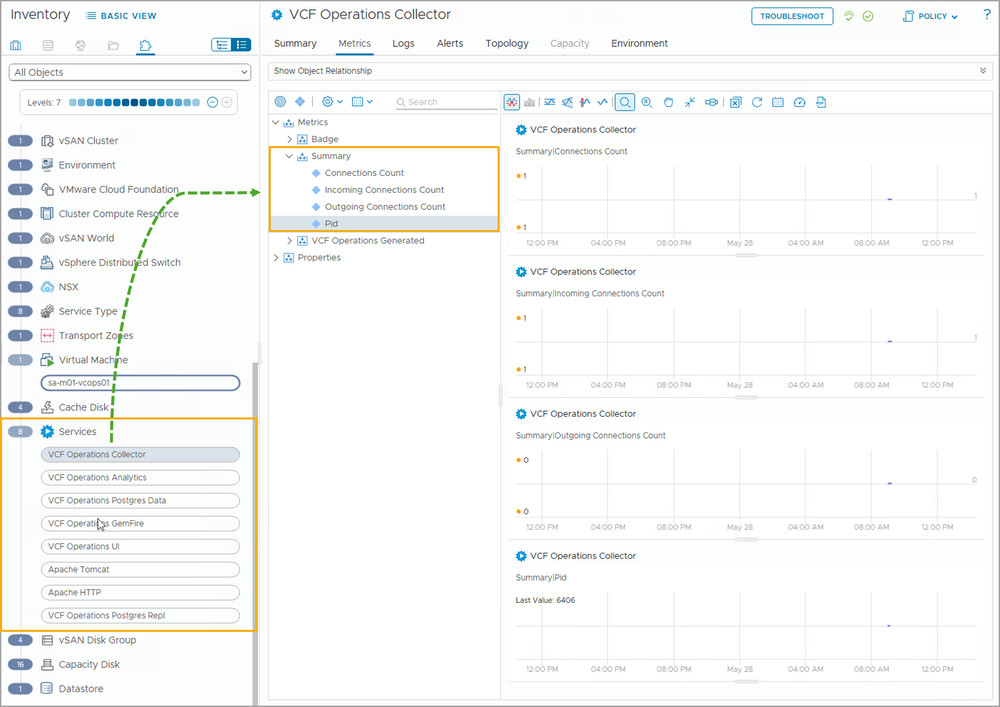 Inventory
BASIC VIEW
All Objects
Levels: 7
1 vSAN Cluster
1 Environment
1 VMware Cloud Foundation
1 Cluster Compute Resource
1 vSAN World
1 vSphere Distributed Switch
1 NSX
8 Service Type
1 Transport Zones
1 Virtual Machine
sa-m01-vcops01
4 Cache Disk
8 Services
VCF Operations Collector
VCF Operations Analytics
VCF Operations Postgres Data
VCF Operations GemFire
VCF Operations UI
Apache Tomcat
Apache HTTP
VCF Operations Postgres Repl
4 vSAN Disk Group
16 Capacity Disk
1 Datastore
VCF Operations Collector
TROUBLESHOOT
POLICY
?
Summary Metrics Logs Alerts Topology Capacity Environment
Show Object Relationship
Search
PDF
Metrics
Badge
Summary
Connections Count
Incoming Connections Count
Outgoing Connections Count
Pid
VCF Operations Generated
Properties
VCF Operations Collector
Summary|Connections Count
1
1
1
12:00 PM 04:00 PM 08:00 PM May 28 04:00 AM 08:00 AM 12:00 PM
VCF Operations Collector
Summary|Incoming Connections Count
1
1
1
12:00 PM 04:00 PM 08:00 PM May 28 04:00 AM 08:00 AM 12:00 PM
VCF Operations Collector
Summary|Outgoing Connections Count
0
0
0
12:00 PM 04:00 PM 08:00 PM May 28 04:00 AM 08:00 AM 12:00 PM
VCF Operations Collector
Summary|Pid
Last Value: 6406
12:00 PM 04:00 PM 08:00 PM May 28 04:00 AM 08:00 AM 12:00 PM